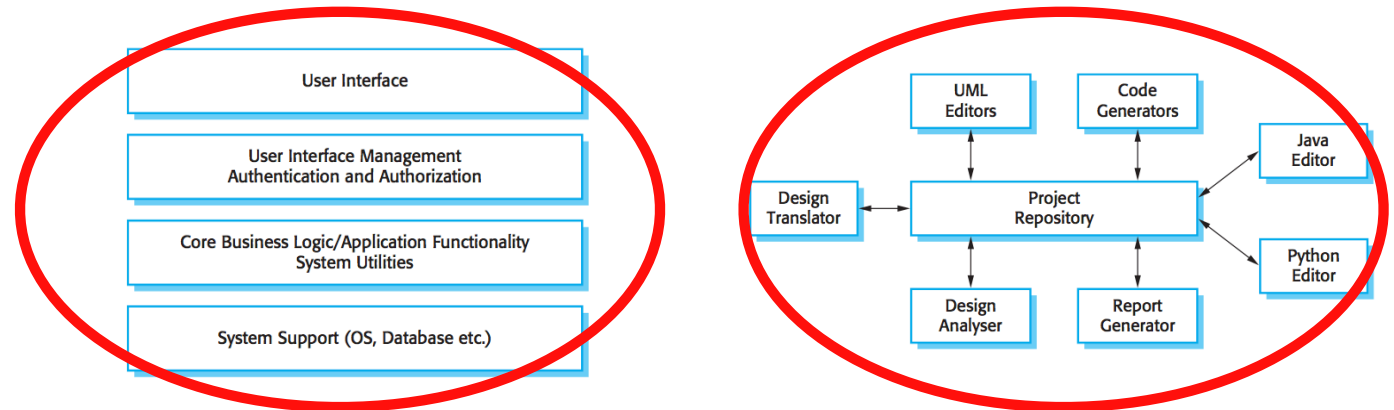 User Interface
User Interface Management
Authentication and Authorization
Core Business Logic/Application Functionality
System Utilities
System Support (OS, Database etc.)
UML
Editors
Code
Generators
Java
Editor
Design
Translator
Project
Repository
Python
Editor
Design
Analyser
Report
Generator